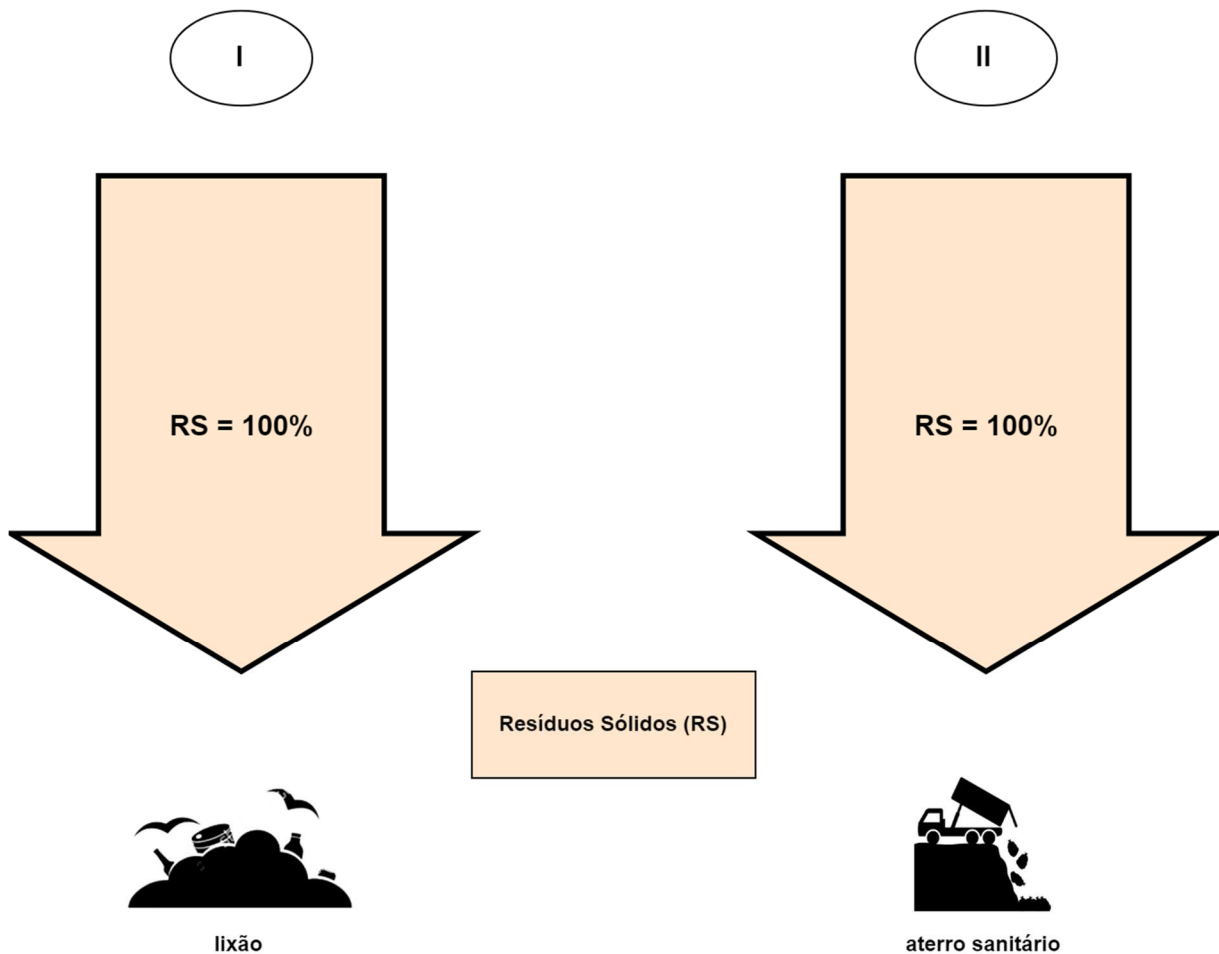 I
II
RS = 100%
RS = 100%
Resíduos Sólidos (RS)
lixão
aterro sanitário